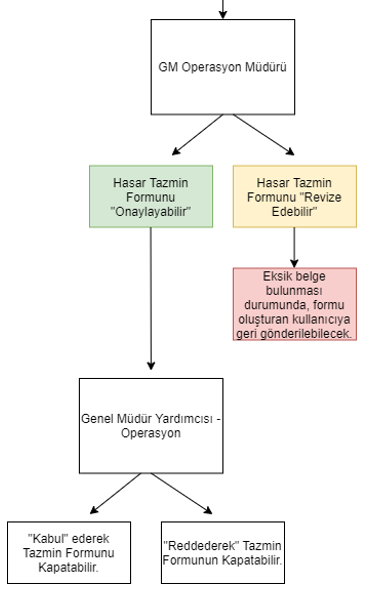 GM Operasyon Müdürü
Hasar Tazmin
Formunu
"Onaylayabilir"
Hasar Tazmin
Formunu "Revize
Edebilir"
Eksik belge
bulunması
durumunda, formu
oluşturan kullanıcıya
geri gönderilebilecek.
Genel Müdür Yardımcısı -
Operasyon
"Kabul" ederek
Tazmin Formunu
Kapatabilir.
"Reddederek" Tazmin
Formunun Kapatabilir.